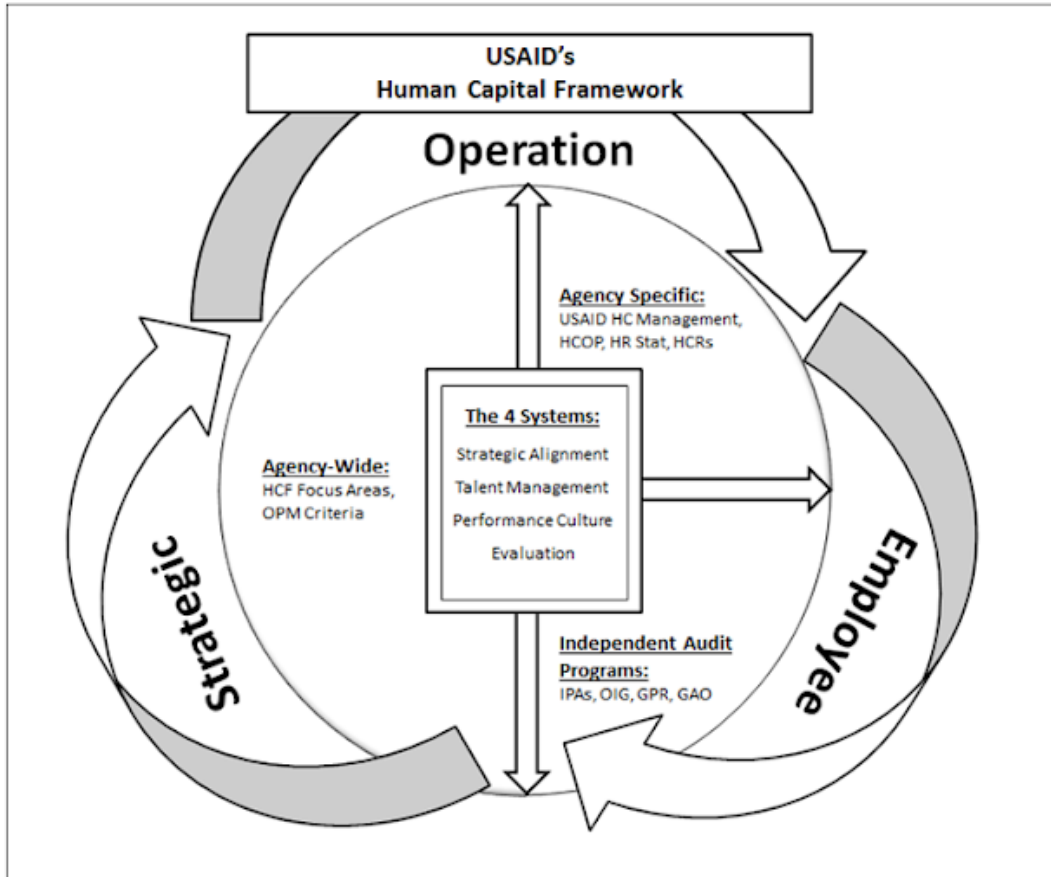 USAID's
Human Capital Framework
Operation
Agency Specific:
USAID HC Management,
HCOP, HR Stat, HCRs
The 4 Systems:
Strategic Alignment
Talent Management
Performance Culture
Evaluation
Agency-Wide:
HCF Focus Areas,
OPM Criteria
Strategic
Employee
Independent Audit
Programs:
IPAs, OIG, GPR, GAO